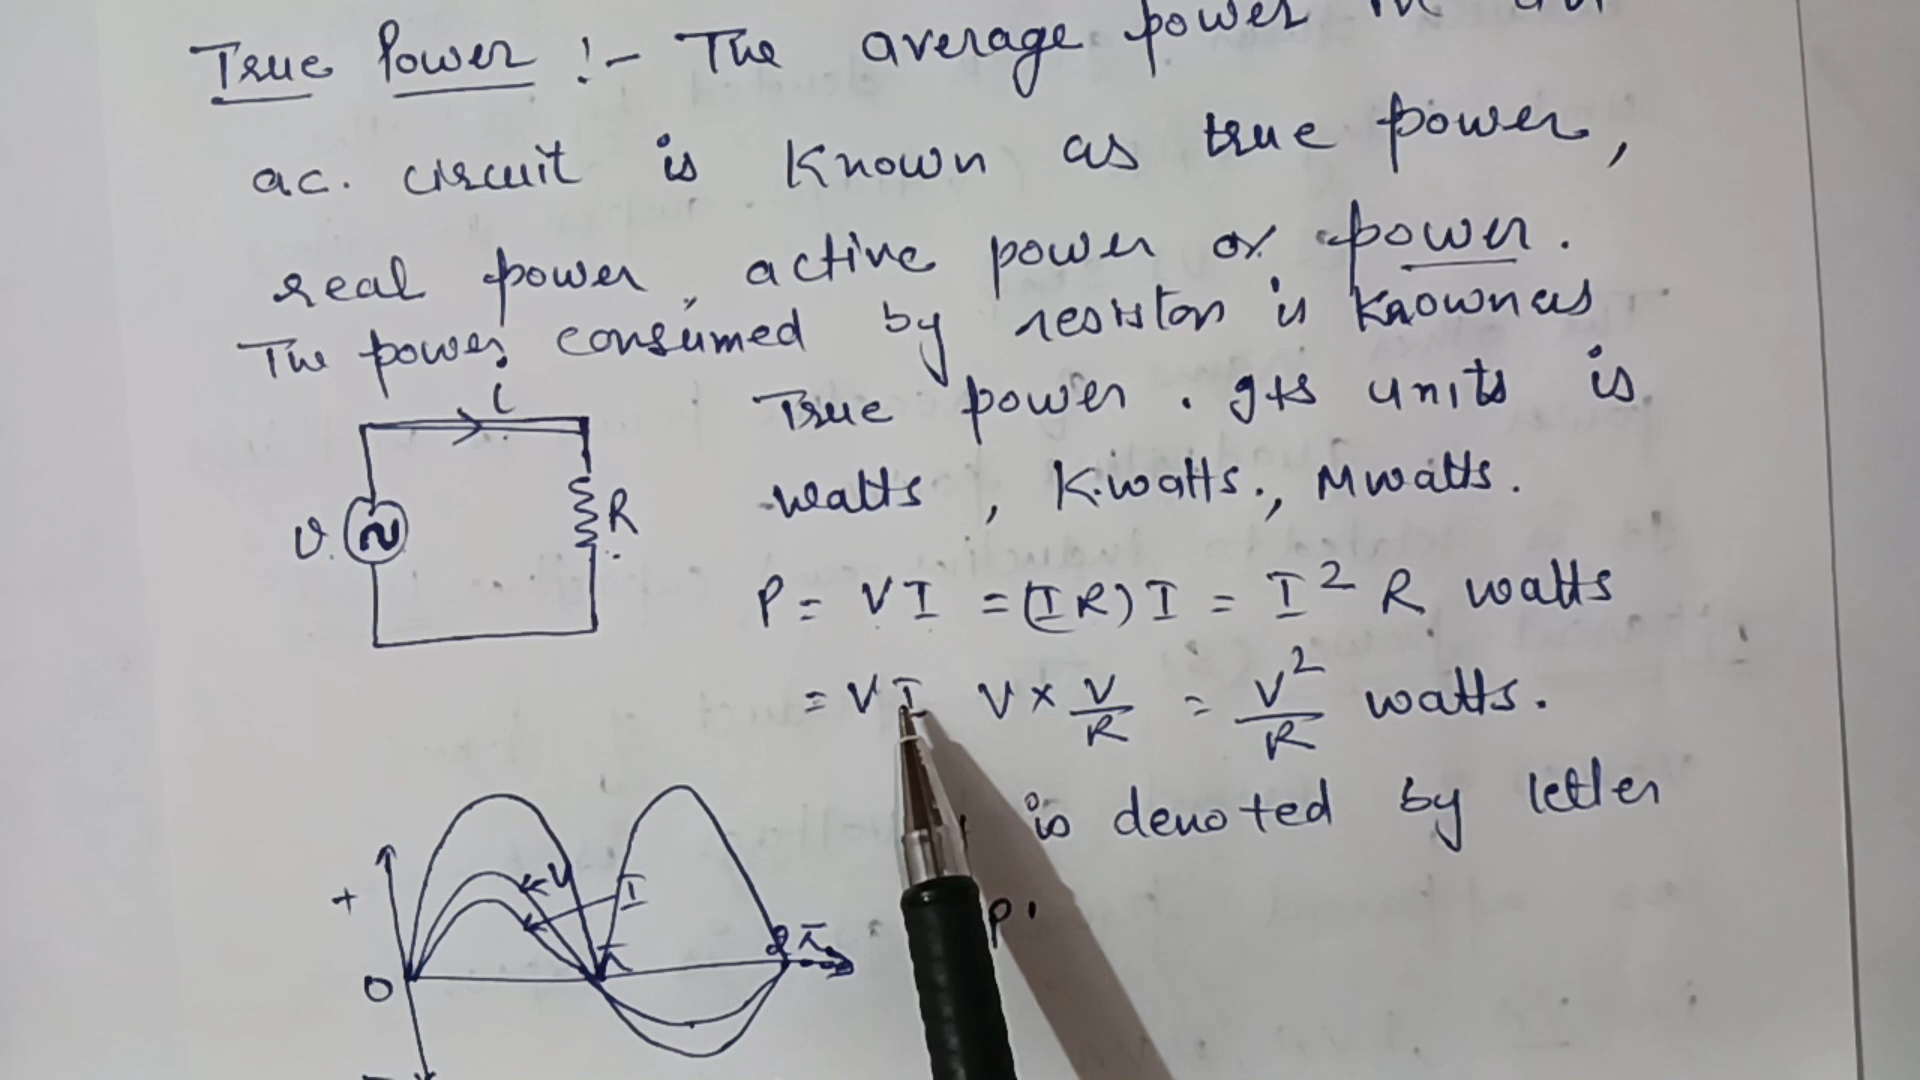 True Power :- The average power in an
ac. circuit is known as true power,
real power, active power or power.
The power consumed by resistor is known as
True power. Its units is
watts, K.watts., Mwatts.
i
v.
R
P = VI = (IR) I = I² R watts
= VI V × V/R = V²/R watts.
is denoted by letter
P.
+
V
I
O
π
2π